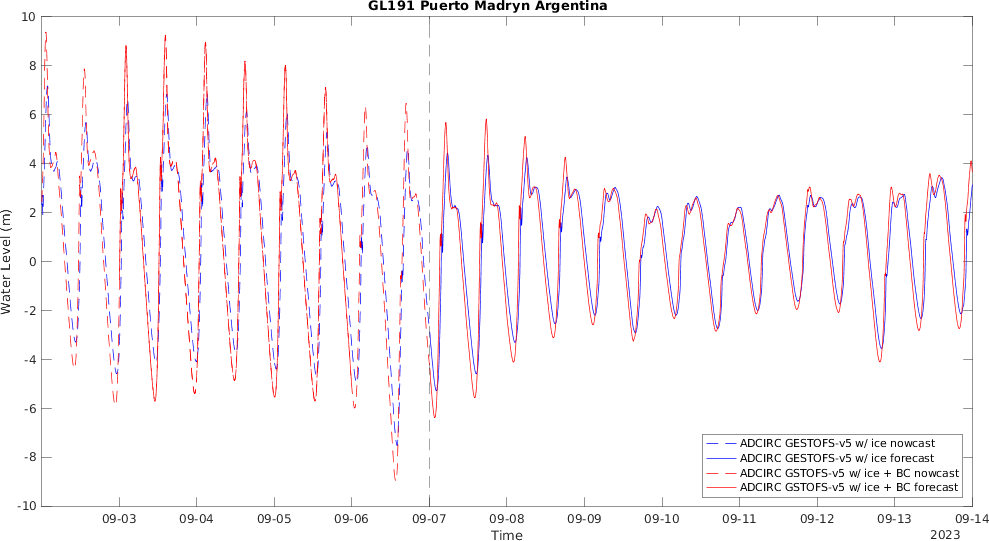 GL191 Puerto Madryn Argentina
Water Level (m)
10
8
6
4
2
0
-2
-4
-6
-8
-10
ADCIRC GESTOFS-v5 w/ ice nowcast
ADCIRC GESTOFS-v5 w/ ice forecast
ADCIRC GSTOFS-v5 w/ ice + BC nowcast
ADCIRC GSTOFS-v5 w/ ice + BC forecast
09-03 09-04 09-05 09-06 09-07 09-08 09-09 09-10 09-11 09-12 09-13 09-14
Time
2023